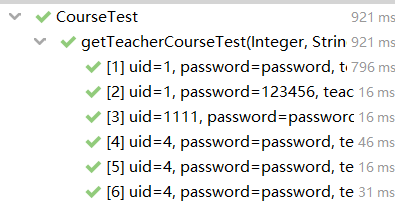 CourseTest 921 ms
getTeacherCourseTest(Integer, Strin 921 ms
[1] uid=1, password=password, te 796 ms
[2] uid=1, password=123456, teac 16 ms
[3] uid=1111, password=password 16 ms
[4] uid=4, password=password, te 46 ms
[5] uid=4, password=password, te 16 ms
[6] uid=4, password=password, te 31 ms